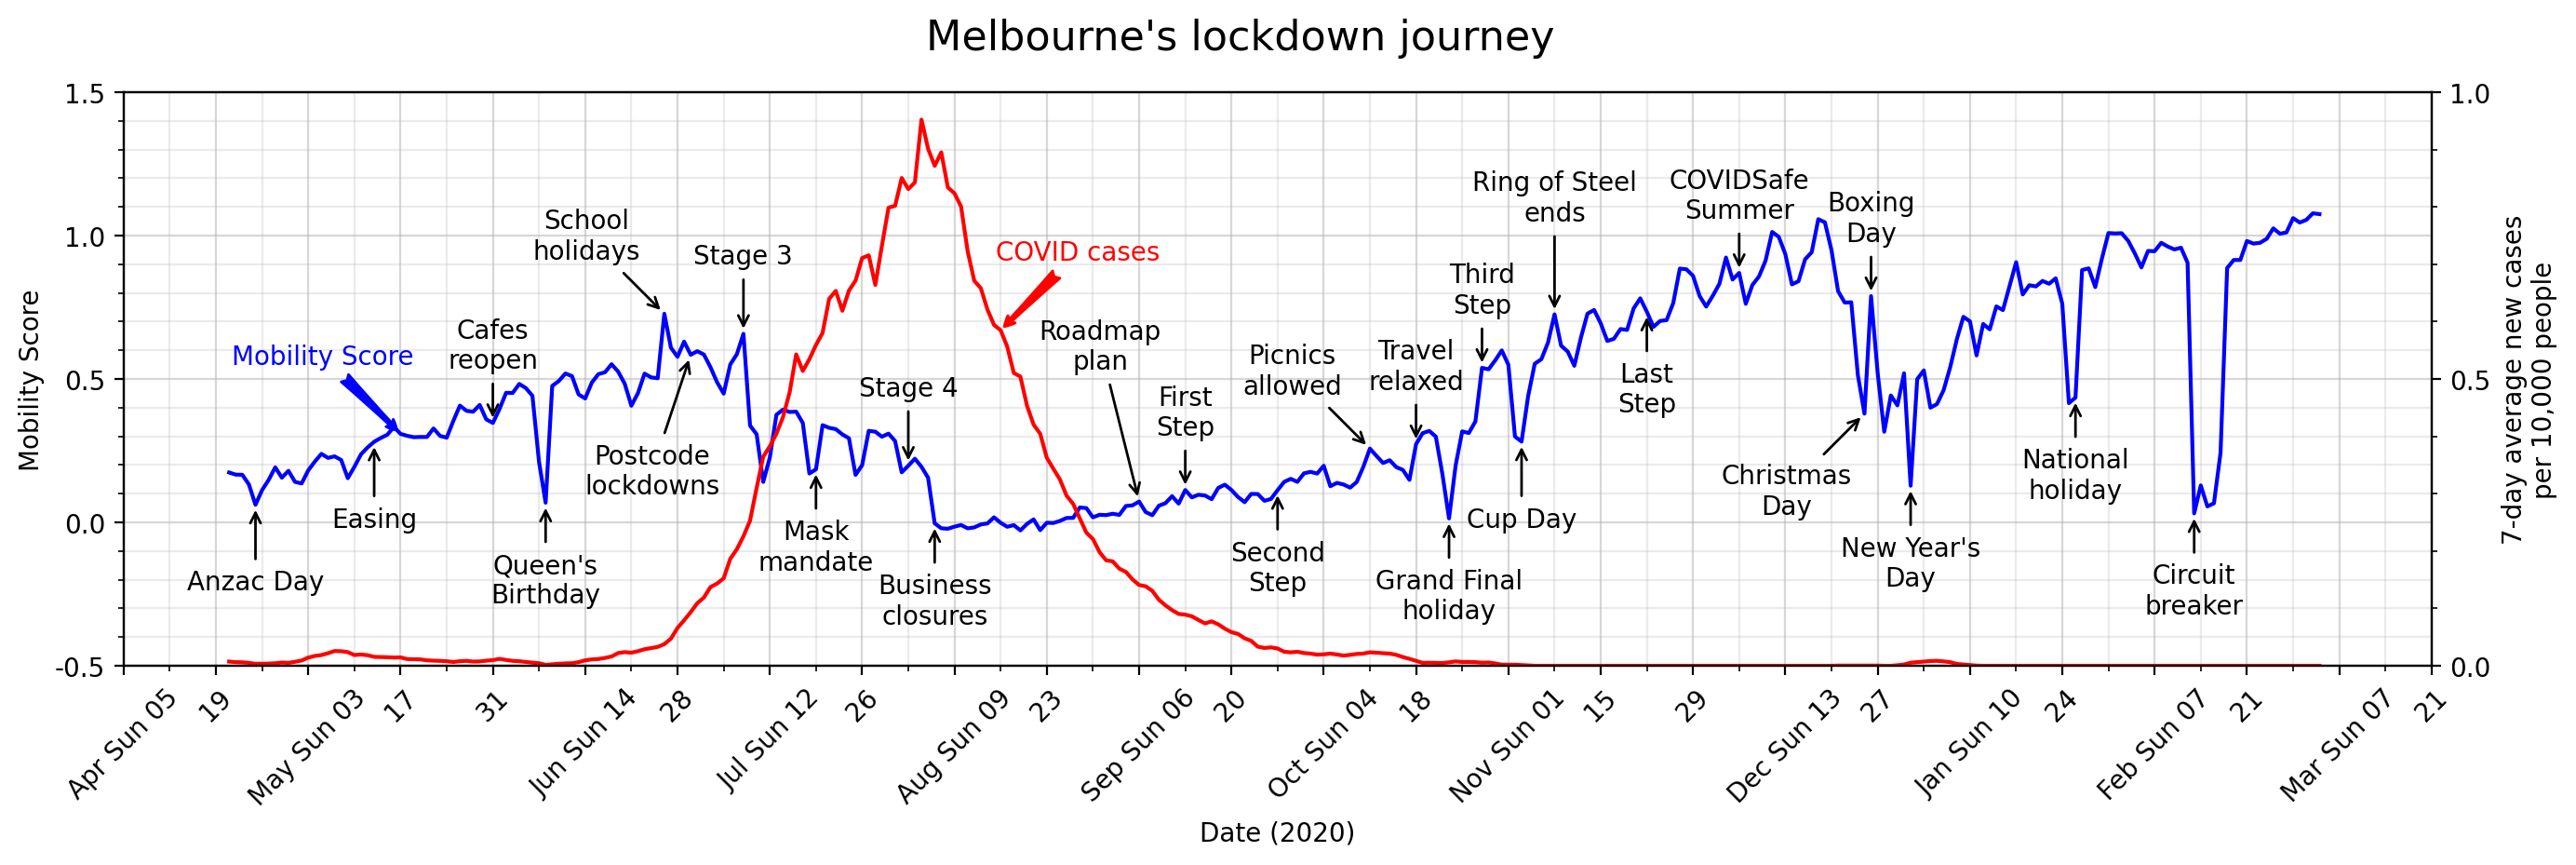 Melbourne's lockdown journey
1.5
1.0
0.5
0.0
-0.5
Mobility Score
1.0
0.5
0.0
7-day average new cases
per 10,000 people
Mobility Score
Anzac Day
Easing
Cafes
reopen
Queen's
Birthday
School
holidays
Postcode
lockdowns
Stage 3
Mask
mandate
Stage 4
Business
closures
COVID cases
Roadmap
plan
First
Step
Second
Step
Picnics
allowed
Travel
relaxed
Grand Final
holiday
Third
Step
Cup Day
Ring of Steel
ends
Last
Step
COVIDSafe
Summer
Christmas
Day
Boxing
Day
New Year's
Day
National
holiday
Circuit
breaker
Apr Sun 05
19
May Sun 03
17
31
Jun Sun 14
28
Jul Sun 12
26
Aug Sun 09
23
Sep Sun 06
20
Oct Sun 04
18
Nov Sun 01
15
29
Dec Sun 13
27
Jan Sun 10
24
Feb Sun 07
21
Mar Sun 07
21
Date (2020)